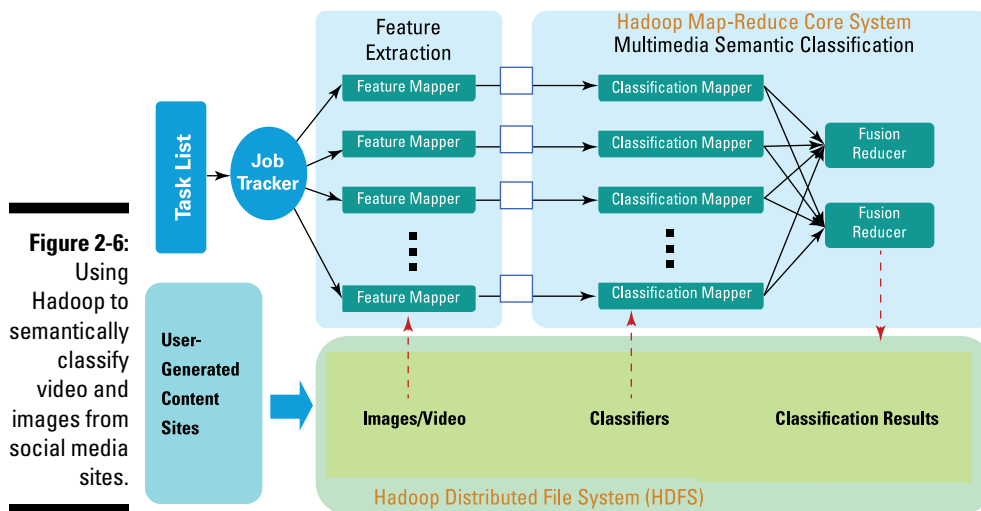 Figure 2-6:
Using
Hadoop to
semantically
classify
video and
images from
social media
sites.
Task List
Job
Tracker
Feature
Extraction
Feature Mapper
Feature Mapper
Feature Mapper
Feature Mapper
Hadoop Map-Reduce Core System
Multimedia Semantic Classification
Classification Mapper
Classification Mapper
Classification Mapper
Classification Mapper
Fusion
Reducer
Fusion
Reducer
User-
Generated
Content
Sites
Images/Video
Classifiers
Classification Results
Hadoop Distributed File System (HDFS)